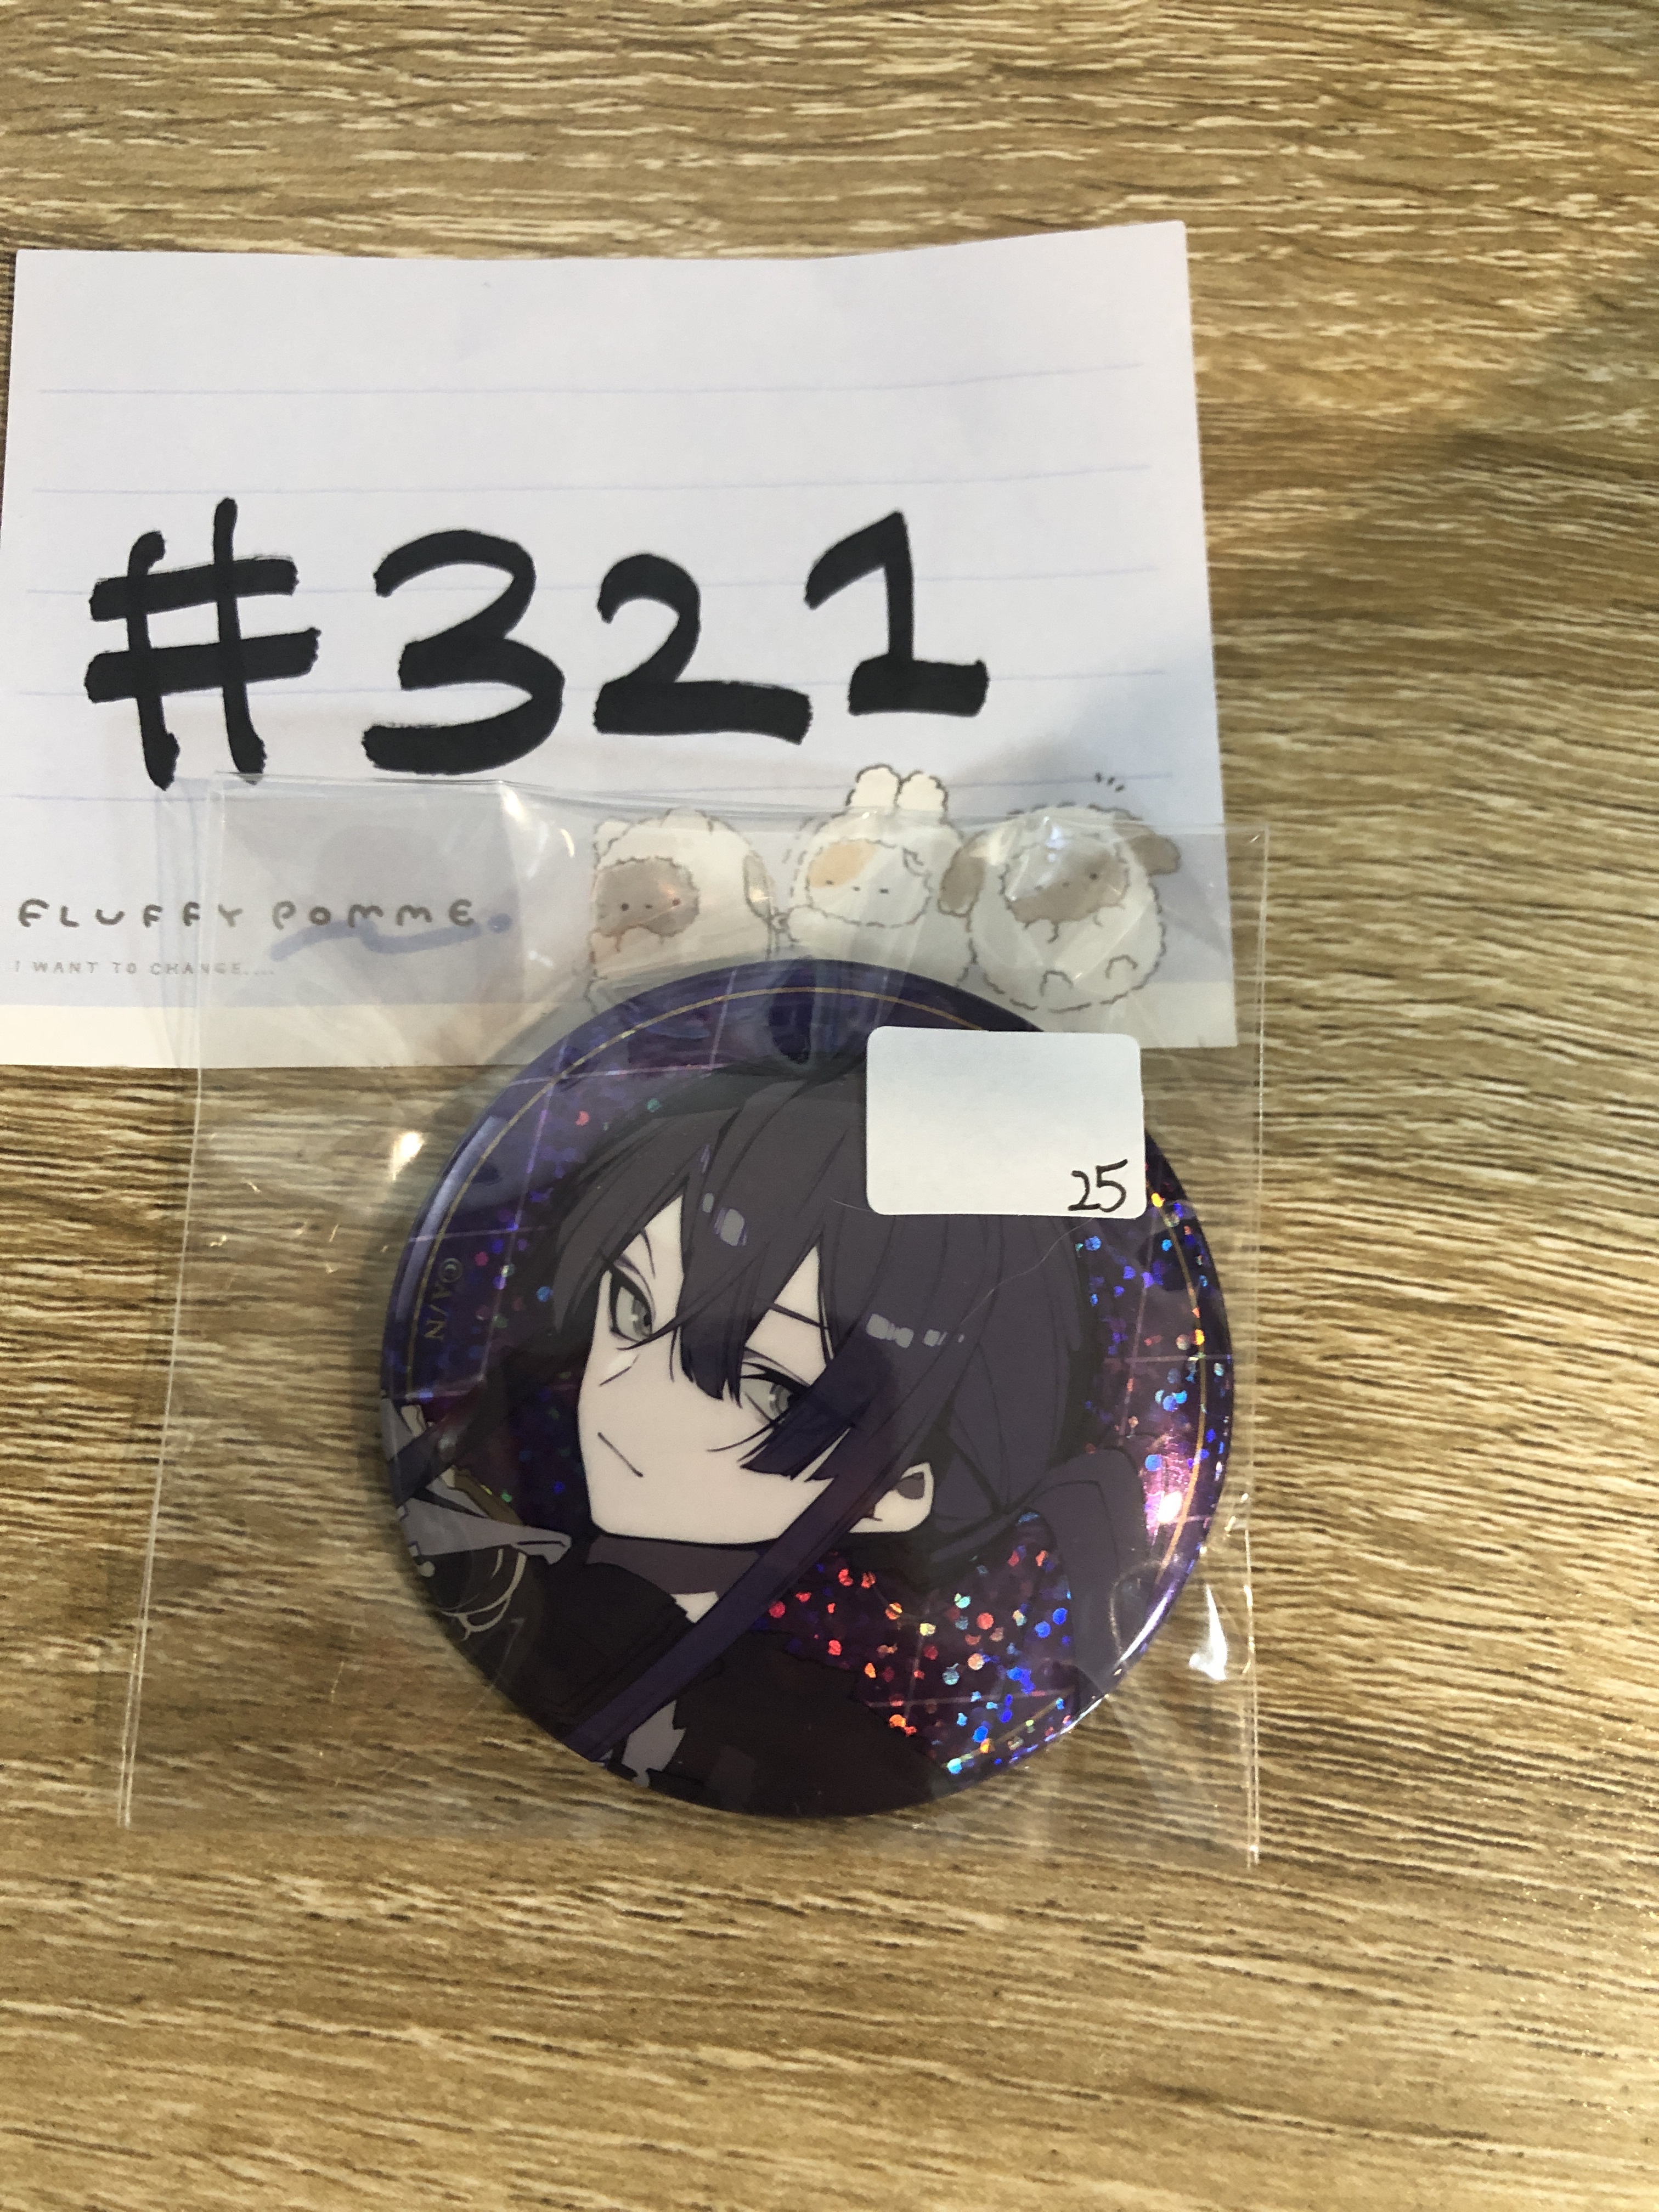 #321
FLUFFY POMME.
I WANT TO CHANGE....
25
©A/N